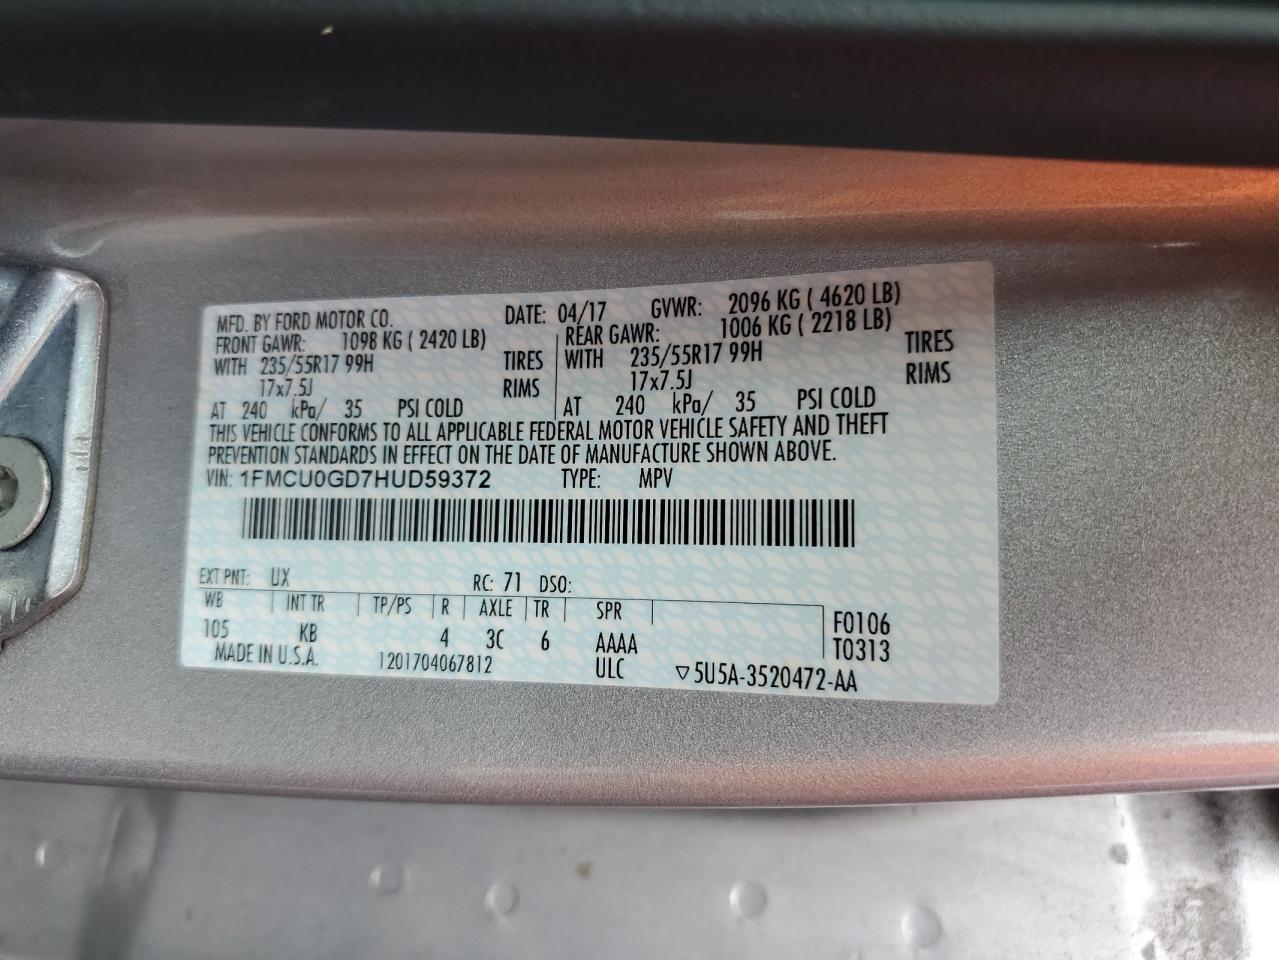 MFD. BY FORD MOTOR CO. DATE: 04/17 GVWR: 2096 KG ( 4620 LB)
FRONT GAWR: 1098 KG ( 2420 LB) REAR GAWR: 1006 KG ( 2218 LB)
WITH 235/55R17 99H TIRES WITH 235/55R17 99H TIRES
17x7.5J RIMS 17x7.5J RIMS
AT 240 kPa/ 35 PSI COLD AT 240 kPa/ 35 PSI COLD
THIS VEHICLE CONFORMS TO ALL APPLICABLE FEDERAL MOTOR VEHICLE SAFETY AND THEFT
PREVENTION STANDARDS IN EFFECT ON THE DATE OF MANUFACTURE SHOWN ABOVE.
VIN: 1FMCU0GD7HUD59372 TYPE: MPV
EXT PNT: UX RC: 71 DSO:
WB INT TR TP/PS R AXLE TR SPR F0106
105 KB 4 3C 6 AAAA T0313
MADE IN U.S.A. 1201704067812 ULC ▽5U5A-3520472-AA